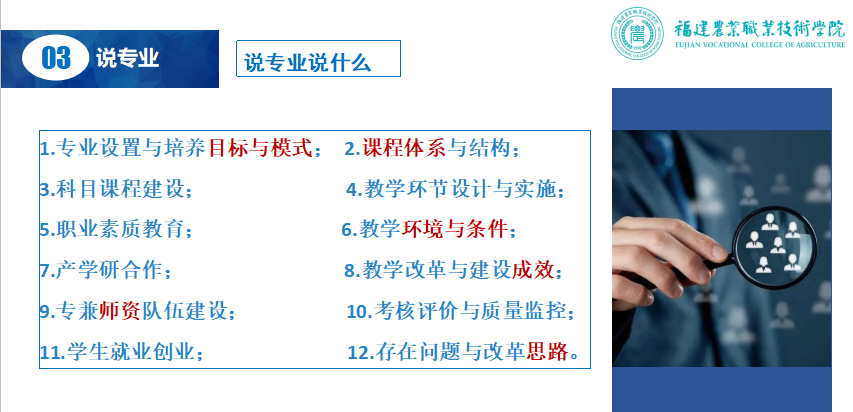 福建農業職業技術學院
FUJIAN VOCATIONAL COLLEGE OF AGRICULTURE
03 说专业
说专业说什么
1.专业设置与培养目标与模式； 2.课程体系与结构；
3.科目课程建设； 4.教学环节设计与实施；
5.职业素质教育； 6.教学环境与条件；
7.产学研合作； 8.教学改革与建设成效；
9.专兼师资队伍建设； 10.考核评价与质量监控；
11.学生就业创业； 12.存在问题与改革思路。